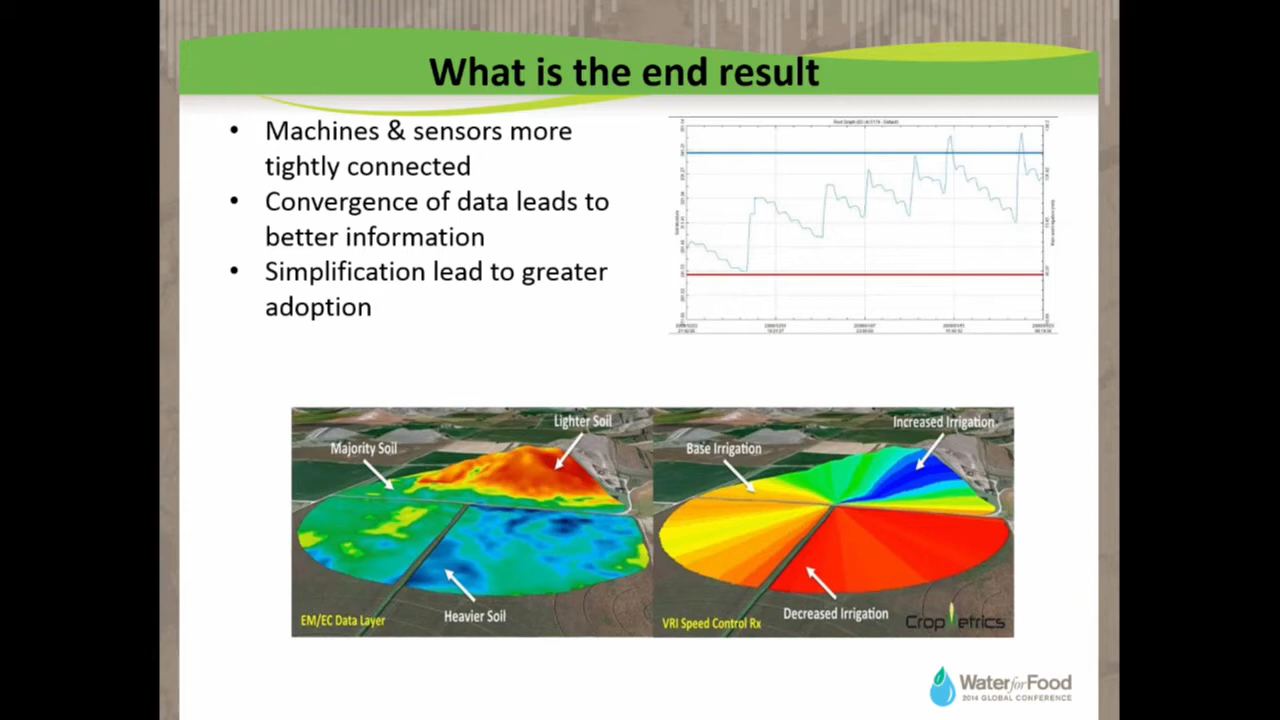 What is the end result
• Machines & sensors more
tightly connected
• Convergence of data leads to
better information
• Simplification lead to greater
adoption
Lighter Soil
Majority Soil
Heavier Soil
EM/EC Data Layer
Increased Irrigation
Base Irrigation
Decreased Irrigation
VRI Speed Control Rx
CropMetrics
Water for Food
2014 GLOBAL CONFERENCE